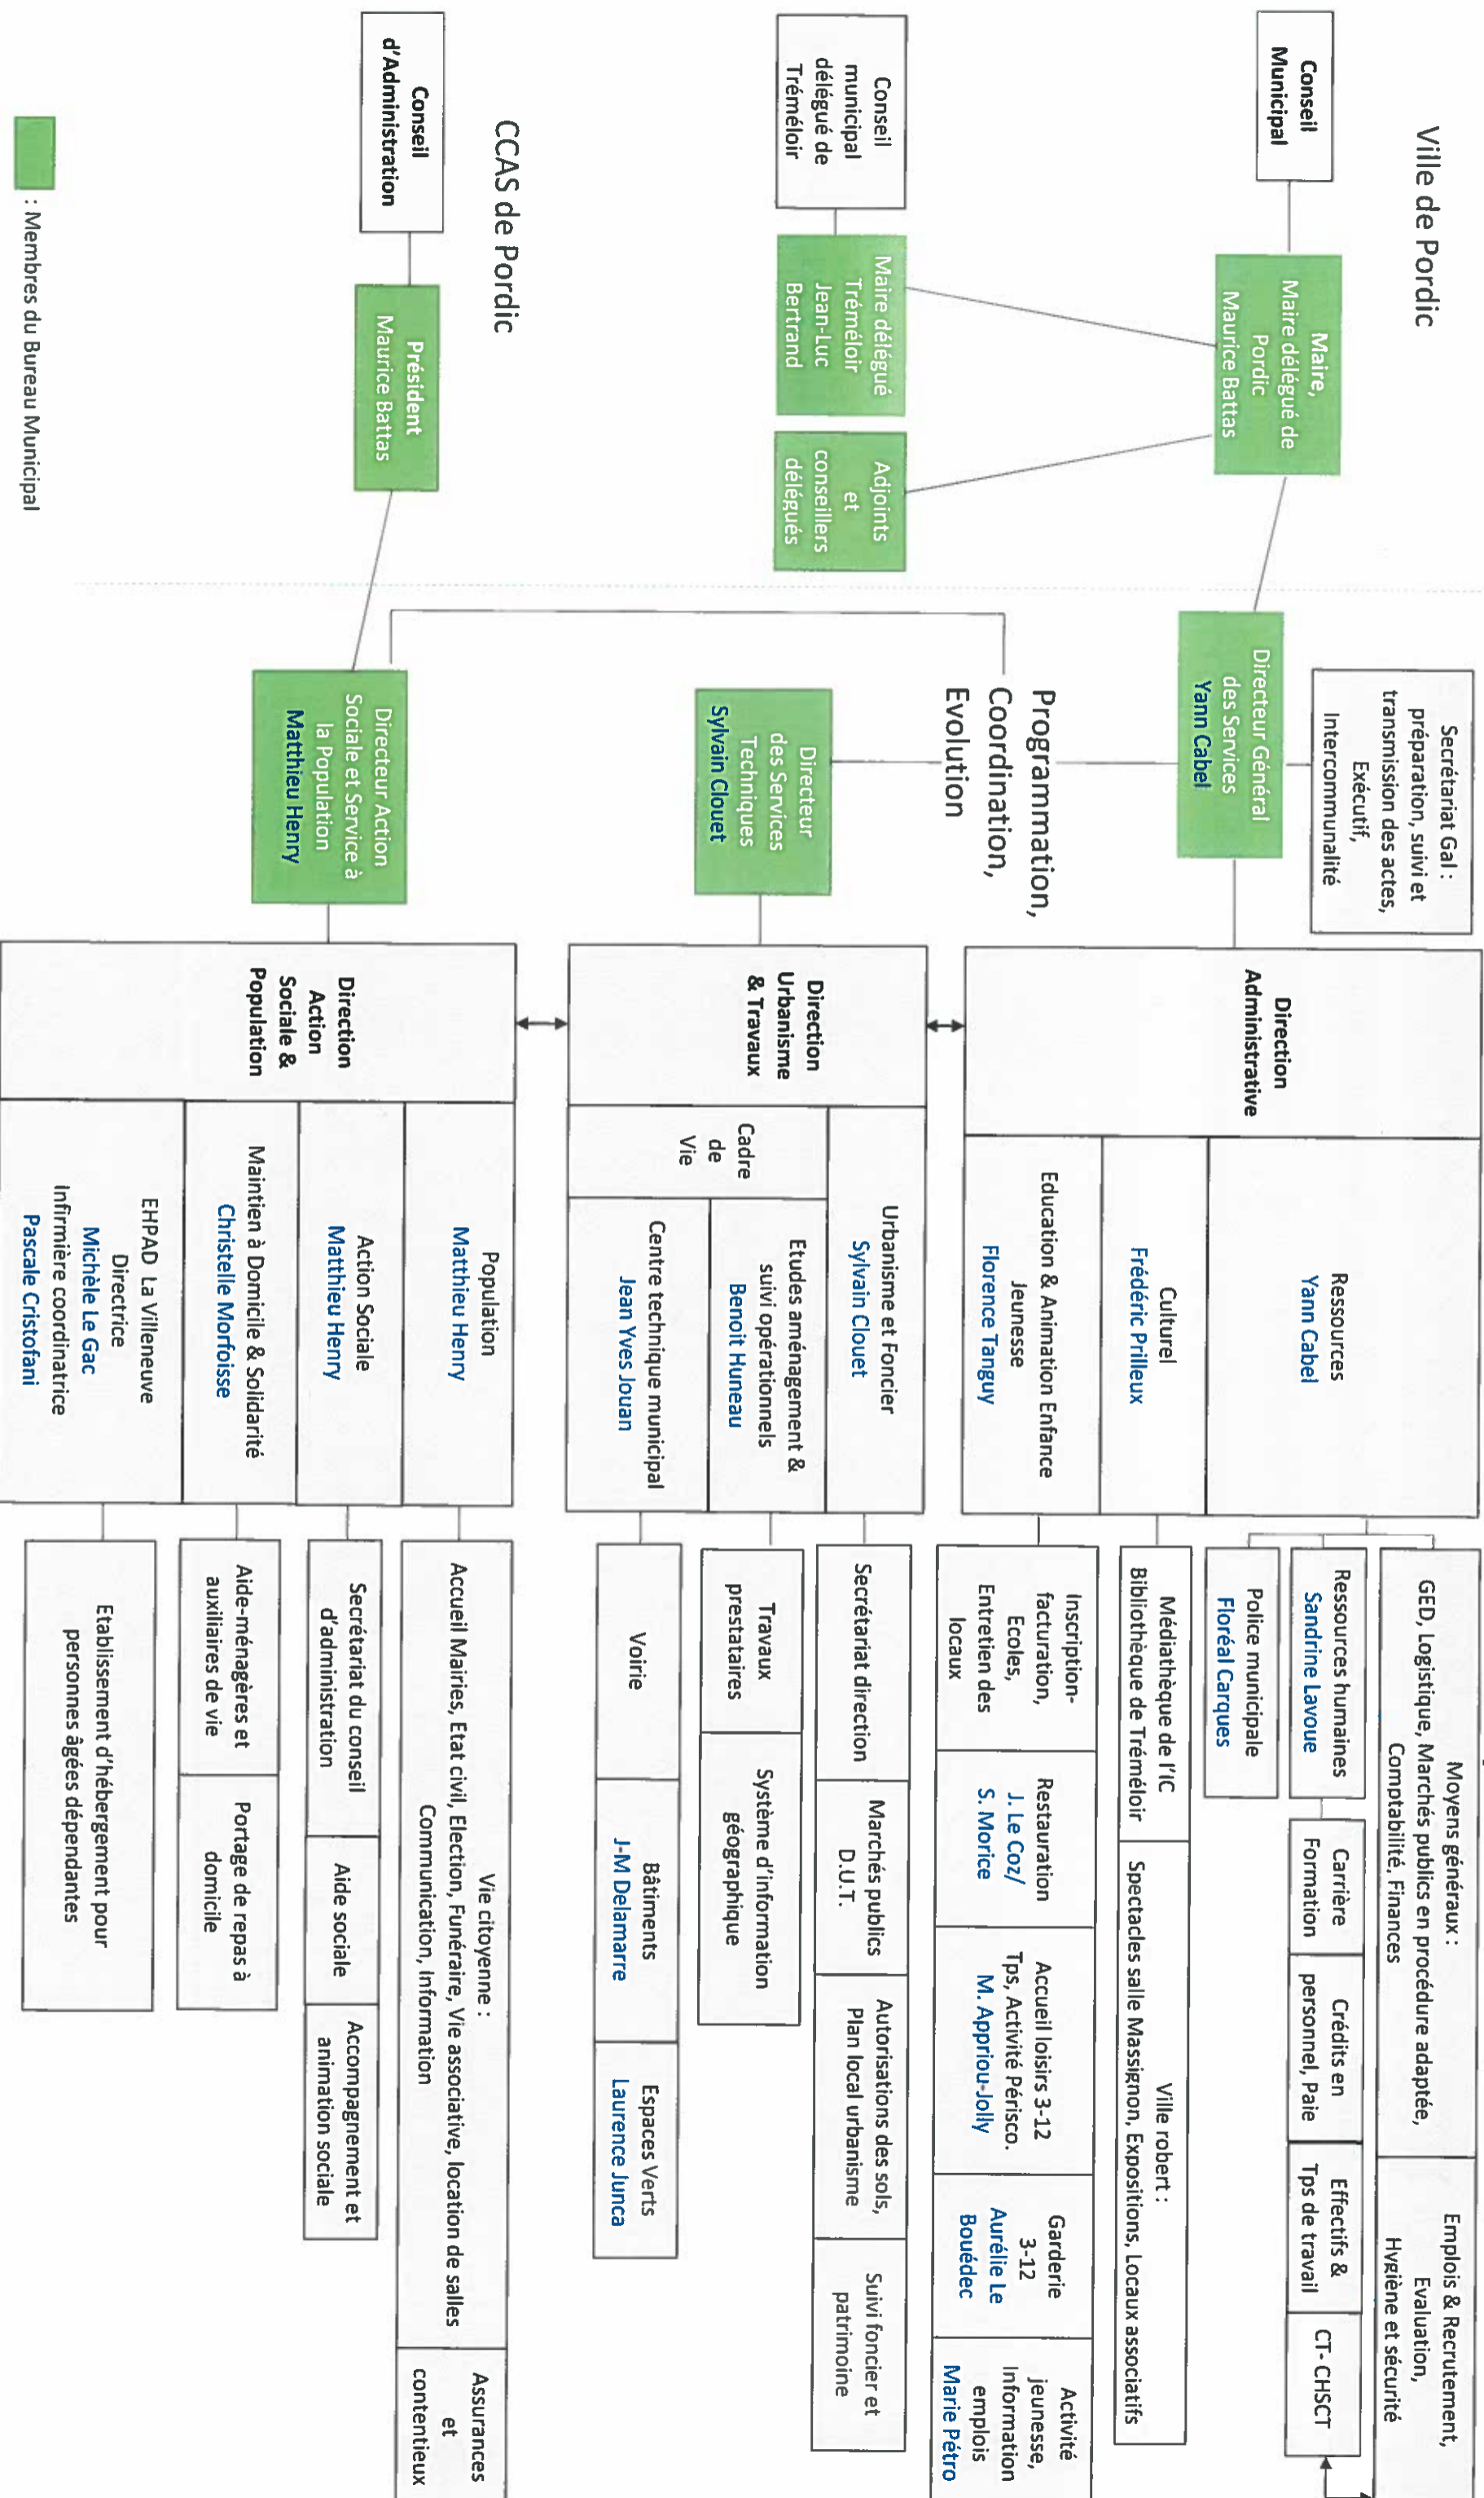 Ville de Pordic
Conseil
Municipal
Maire,
Maire délégué de
Pordic
Maurice Battas
Conseil
municipal
délégué de
Tréméloir
Maire délégué
Tréméloir
Jean-Luc
Bertrand
Adjoints
et
conseillers
délégués
CCAS de Pordic
Conseil
d'Administration
Président
Maurice Battas
: Membres du Bureau Municipal
Secrétariat Gal :
préparation, suivi et
transmission des actes,
Exécutif,
Intercommunalité
Directeur Général
des Services
Yann Cabel
Programmation,
Coordination,
Evolution
Directeur
des Services
Techniques
Sylvain Clouet
Directeur Action
Sociale et Service à
la Population
Matthieu Henry
Direction
Administrative
Ressources
Yann Cabel
Culturel
Frédéric Prilleux
Education & Animation Enfance
Jeunesse
Florence Tanguy
Moyens généraux :
GED, Logistique, Marchés publics en procédure adaptée,
Comptabilité, Finances
Emplois & Recrutement,
Evaluation,
Hygiène et sécurité
Ressources humaines
Sandrine Lavoue
Carrière
Formation
Crédits en
personnel, Paie
Effectifs &
Tps de travail
CT- CHSCT
Police municipale
Floréal Carques
Médiathèque de l'IC
Bibliothèque de Tréméloir
Ville robert :
Spectacles salle Massignon, Expositions, Locaux associatifs
Inscription-
facturation,
Ecoles,
Entretien des
locaux
Restauration
J. Le Coz/
S. Morice
Accueil loisirs 3-12
Tps, Activité Périsco.
M. Appriou-Jolly
Garderie
3-12
Aurélie Le
Bouédec
Activité
jeunesse,
Information
emplois
Marie Pétro
Direction
Urbanisme
& Travaux
Urbanisme et Foncier
Sylvain Clouet
Cadre
de
Vie
Etudes aménagement &
suivi opérationnels
Benoit Huneau
Centre technique municipal
Jean Yves Jouan
Secrétariat direction
Marchés publics
D.U.T.
Autorisations des sols,
Plan local urbanisme
Suivi foncier et
patrimoine
Travaux
prestataires
Système d'information
géographique
Voirie
Bâtiments
J-M Delamarre
Espaces Verts
Laurence Junca
Direction
Action
Sociale &
Population
Population
Matthieu Henry
Action Sociale
Matthieu Henry
Maintien à Domicile & Solidarité
Christelle Morfoisse
EHPAD La Villeneuve
Directrice
Michèle Le Gac
Infirmière coordinatrice
Pascale Cristofani
Vie citoyenne :
Accueil Mairies, Etat civil, Election, Funéraire, Vie associative, location de salles
Communication, Information
Assurances
et
contentieux
Secrétariat du conseil
d'administration
Aide sociale
Accompagnement et
animation sociale
Aide-ménagères et
auxiliaires de vie
Portage de repas à
domicile
Etablissement d'hébergement pour
personnes âgées dépendantes